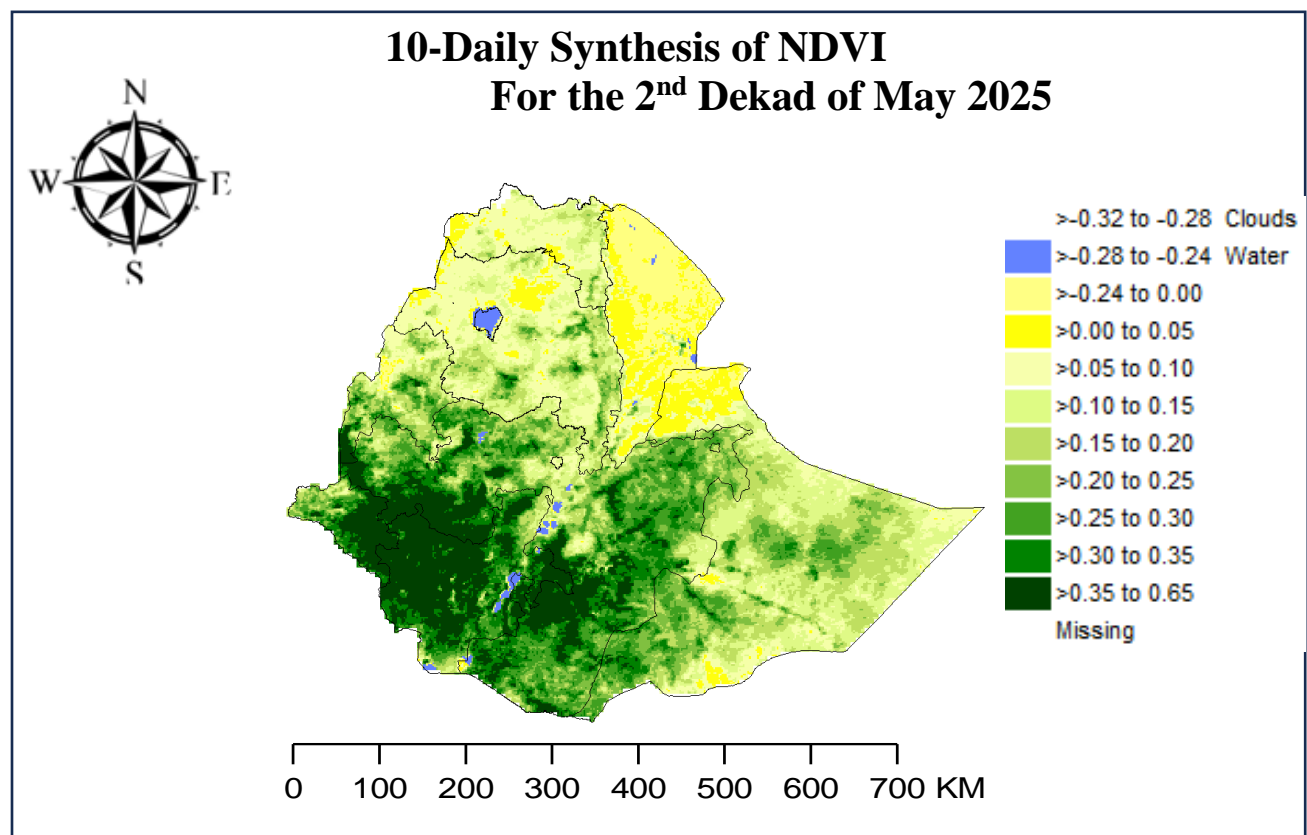 10-Daily Synthesis of NDVI
For the 2nd Dekad of May 2025
N
W E
S
>-0.32 to -0.28 Clouds
>-0.28 to -0.24 Water
>-0.24 to 0.00
>0.00 to 0.05
>0.05 to 0.10
>0.10 to 0.15
>0.15 to 0.20
>0.20 to 0.25
>0.25 to 0.30
>0.30 to 0.35
>0.35 to 0.65
Missing
0 100 200 300 400 500 600 700 KM